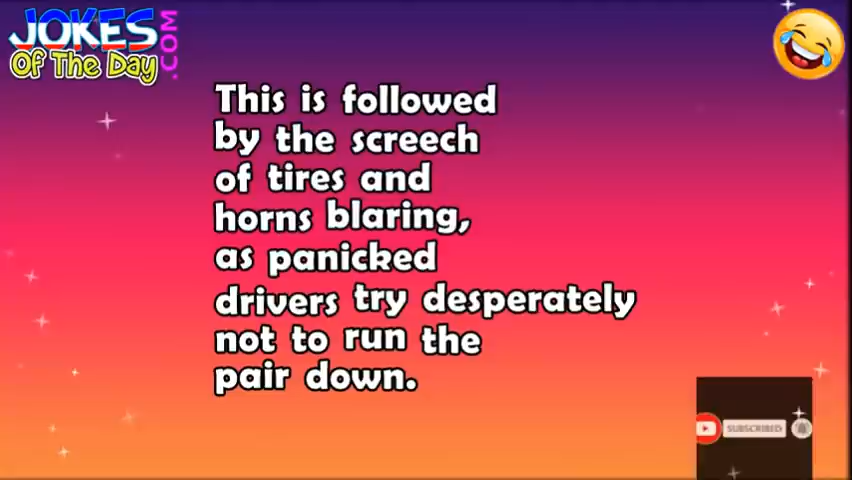 JOKES
Of The Day
.COM
This is followed
by the screech
of tires and
horns blaring,
as panicked
drivers try desperately
not to run the
pair down.
SUBSCRIBED